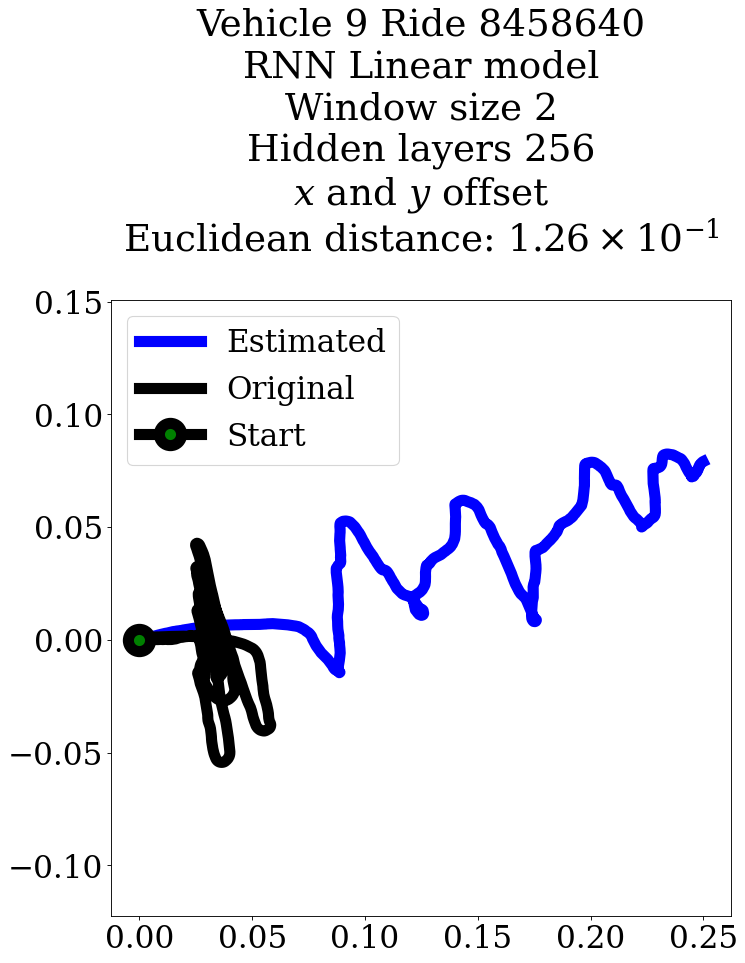 Vehicle 9 Ride 8458640
RNN Linear model
Window size 2
Hidden layers 256
x and y offset
Euclidean distance: 1.26 × 10⁻¹
0.15
Estimated
Original
Start
0.10
0.05
0.00
−0.05
−0.10
0.00 0.05 0.10 0.15 0.20 0.25